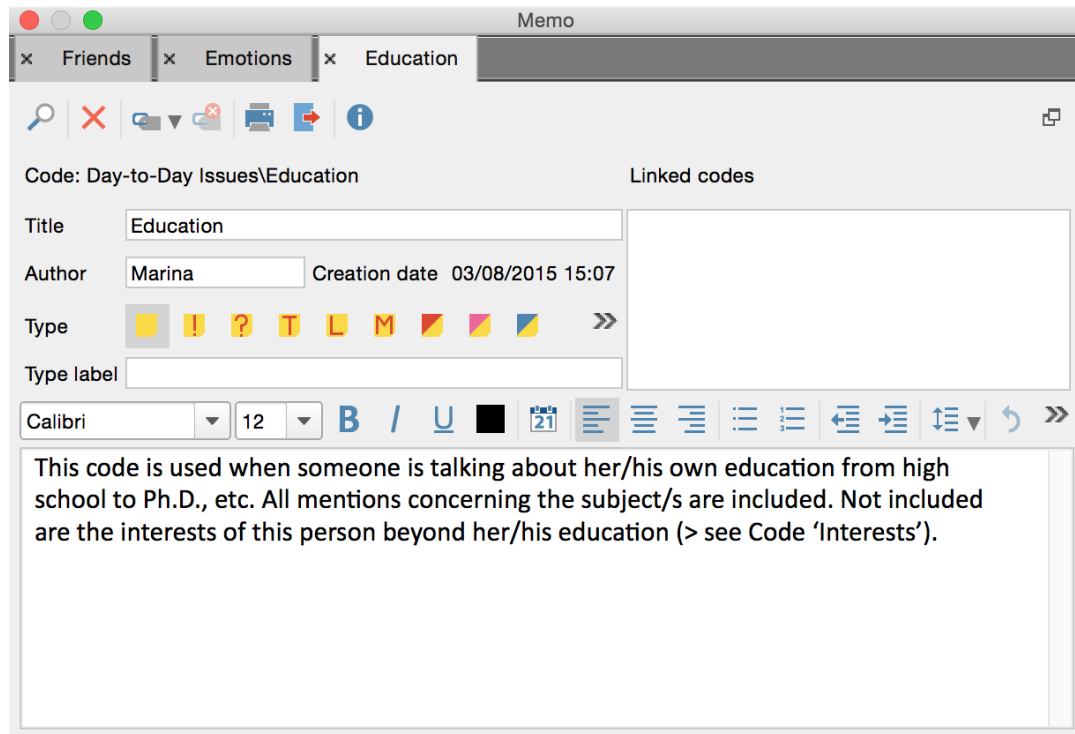 Memo
Friends
Emotions
Education
Code: Day-to-Day Issues\Education
Linked codes
Title
Education
Author
Marina
Creation date 03/08/2015 15:07
Type
! ? T L M
Type label
Calibri
12
B I U
21
This code is used when someone is talking about her/his own education from high
school to Ph.D., etc. All mentions concerning the subject/s are included. Not included
are the interests of this person beyond her/his education (> see Code ‘Interests’).